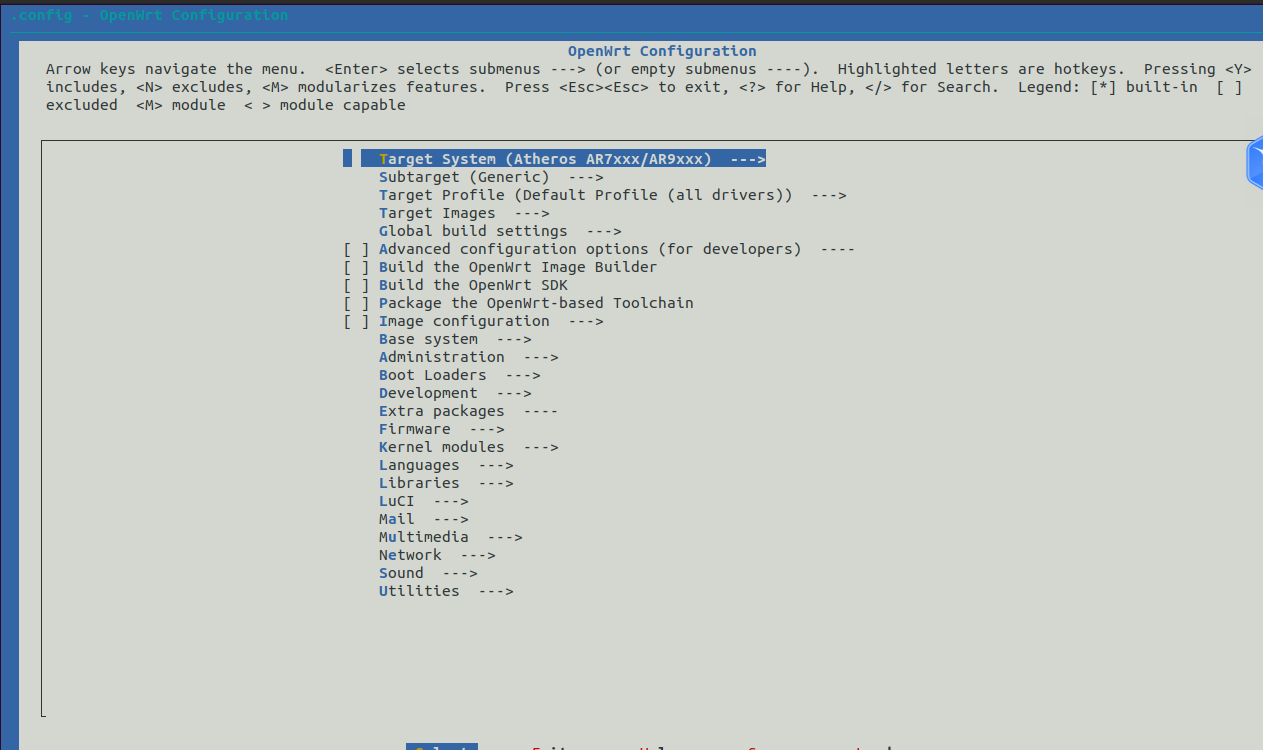 .config - OpenWrt Configuration
OpenWrt Configuration
Arrow keys navigate the menu.  <Enter> selects submenus ---> (or empty submenus ----).  Highlighted letters are hotkeys.  Pressing <Y>
includes, <N> excludes, <M> modularizes features.  Press <Esc><Esc> to exit, <?> for Help, </> for Search.  Legend: [*] built-in  [ ]
excluded  <M> module  < > module capable
Target System (Atheros AR7xxx/AR9xxx)  --->
Subtarget (Generic)  --->
Target Profile (Default Profile (all drivers))  --->
Target Images  --->
Global build settings  --->
[ ] Advanced configuration options (for developers)  ----
[ ] Build the OpenWrt Image Builder
[ ] Build the OpenWrt SDK
[ ] Package the OpenWrt-based Toolchain
[ ] Image configuration  --->
Base system  --->
Administration  --->
Boot Loaders  --->
Development  --->
Extra packages  ----
Firmware  --->
Kernel modules  --->
Languages  --->
Libraries  --->
LuCI  --->
Mail  --->
Multimedia  --->
Network  --->
Sound  --->
Utilities  --->